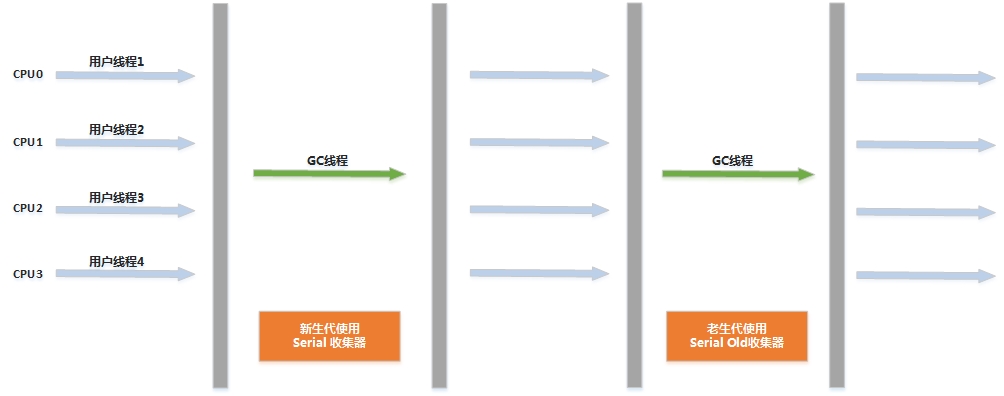 用户线程1
CPU0
用户线程2
CPU1
GC线程
GC线程
用户线程3
CPU2
用户线程4
CPU3
新生代使用
Serial 收集器
老生代使用
Serial Old收集器